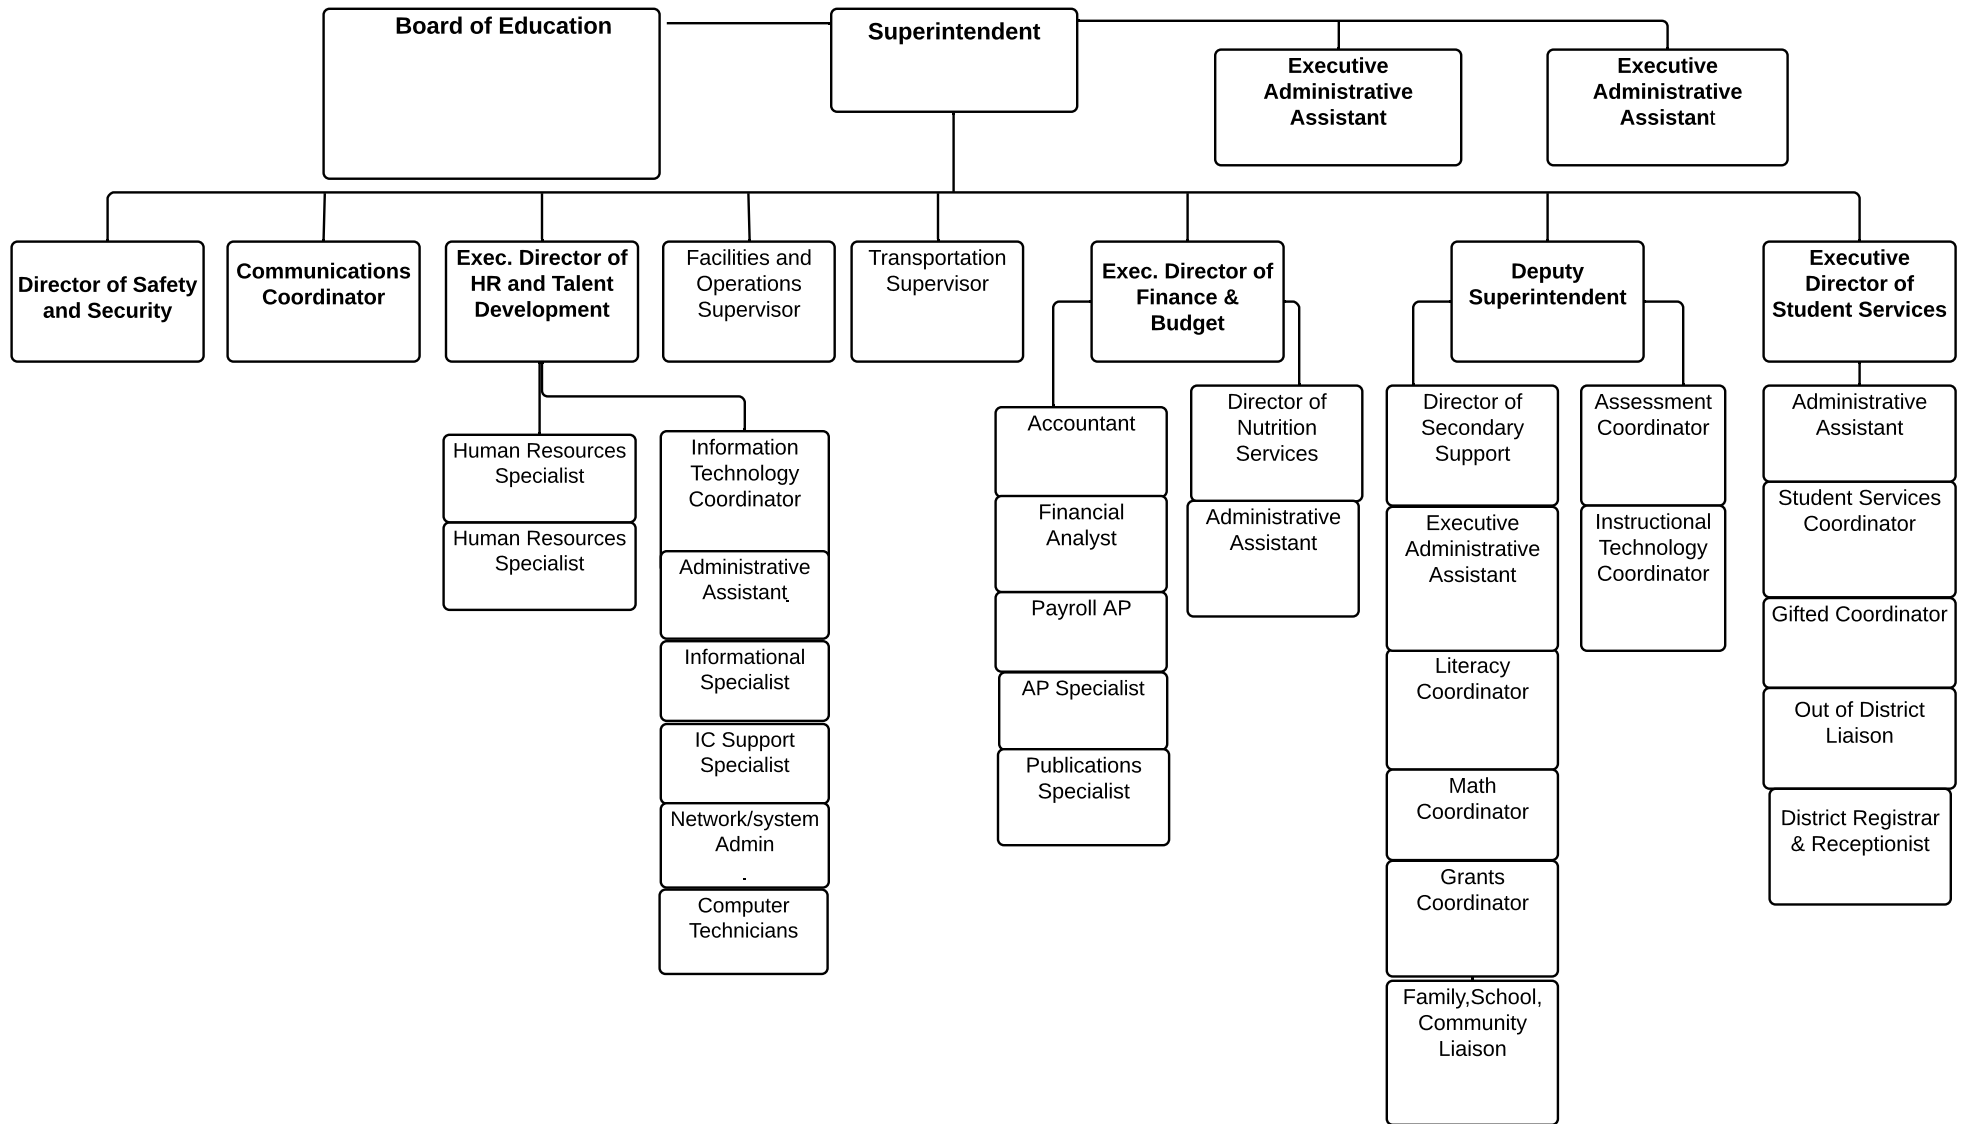 Board of Education
Superintendent
Executive
Administrative
Assistant
Executive
Administrative
Assistant
Director of Safety
and Security
Communications
Coordinator
Exec. Director of
HR and Talent
Development
Facilities and
Operations
Supervisor
Transportation
Supervisor
Exec. Director of
Finance &
Budget
Deputy
Superintendent
Executive
Director of
Student Services
Human Resources
Specialist
Human Resources
Specialist
Information
Technology
Coordinator
Administrative
Assistant
Informational
Specialist
IC Support
Specialist
Network/system
Admin
.
Computer
Technicians
Accountant
Financial
Analyst
Payroll AP
AP Specialist
Publications
Specialist
Director of
Nutrition
Services
Administrative
Assistant
Director of
Secondary
Support
Executive
Administrative
Assistant
Literacy
Coordinator
Math
Coordinator
Grants
Coordinator
Family,School,
Community
Liaison
Assessment
Coordinator
Instructional
Technology
Coordinator
Administrative
Assistant
Student Services
Coordinator
Gifted Coordinator
Out of District
Liaison
District Registrar
& Receptionist